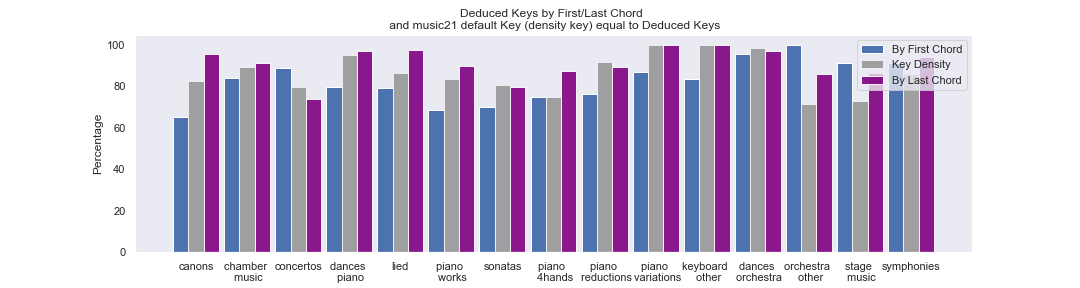 Deduced Keys by First/Last Chord
and music21 default Key (density key) equal to Deduced Keys
By First Chord
Key Density
By Last Chord
Percentage
100
80
60
40
20
0
canons
chamber
music
concertos
dances
piano
lied
piano
works
sonatas
piano
4hands
piano
reductions
piano
variations
keyboard
other
dances
orchestra
orchestra
other
stage
music
symphonies